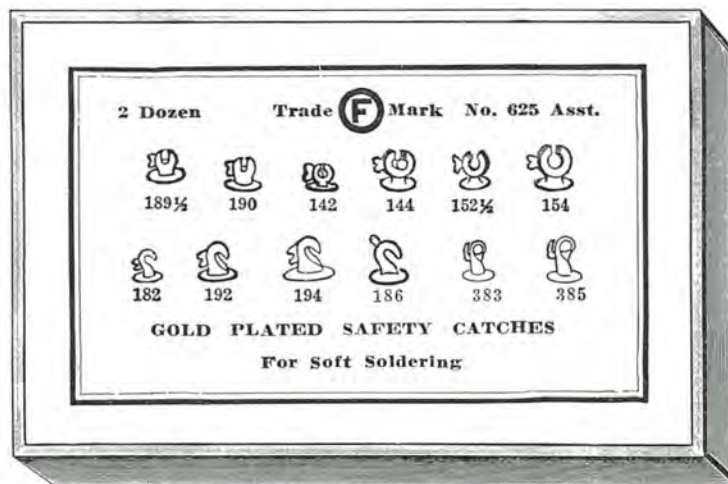 2 Dozen Trade F Mark No. 625 Asst.
189½ 190 142 144 152½ 154
182 192 194 186 383 385
GOLD PLATED SAFETY CATCHES
For Soft Soldering